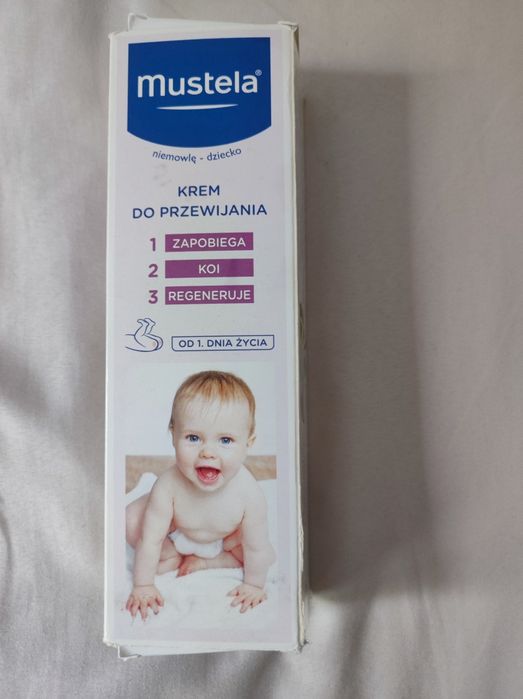 mustela®
niemowlę - dziecko
KREM
DO PRZEWIJANIA
1 ZAPOBIEGA
2 KOI
3 REGENERUJE
OD 1. DNIA ŻYCIA